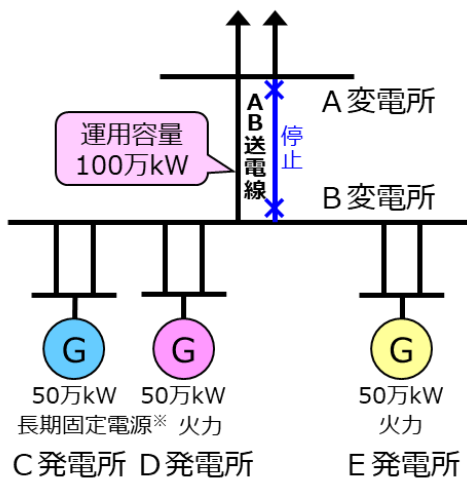 運用容量
100万kW
AB送電線
停止
A変電所
B変電所
G
G
G
50万kW
50万kW
50万kW
長期固定電源※
火力
火力
C発電所
D発電所
E発電所